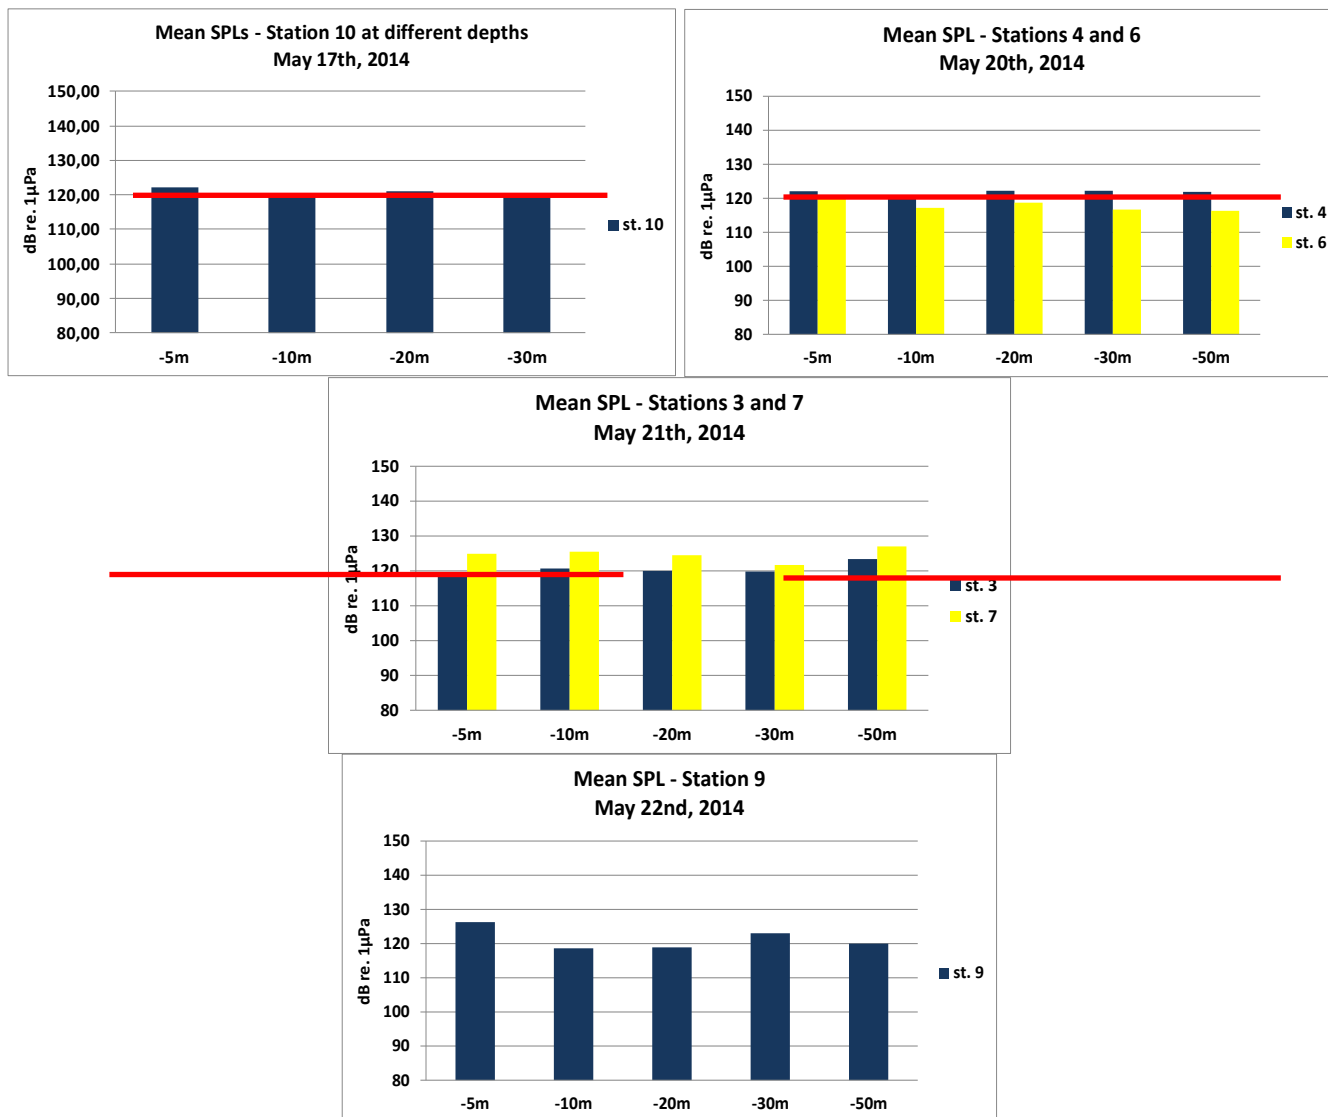 Mean SPLs - Station 10 at different depths
May 17th, 2014
150,00
140,00
130,00
120,00
110,00
100,00
90,00
80,00
dB re. 1µPa
-5m
-10m
-20m
-30m
st. 10
Mean SPL - Stations 4 and 6
May 20th, 2014
150
140
130
120
110
100
90
80
dB re. 1µPa
-5m
-10m
-20m
-30m
-50m
st. 4
st. 6
Mean SPL - Stations 3 and 7
May 21th, 2014
150
140
130
120
110
100
90
80
dB re. 1µPa
-5m
-10m
-20m
-30m
-50m
st. 3
st. 7
Mean SPL - Station 9
May 22nd, 2014
150
140
130
120
110
100
90
80
dB re. 1µPa
-5m
-10m
-20m
-30m
-50m
st. 9